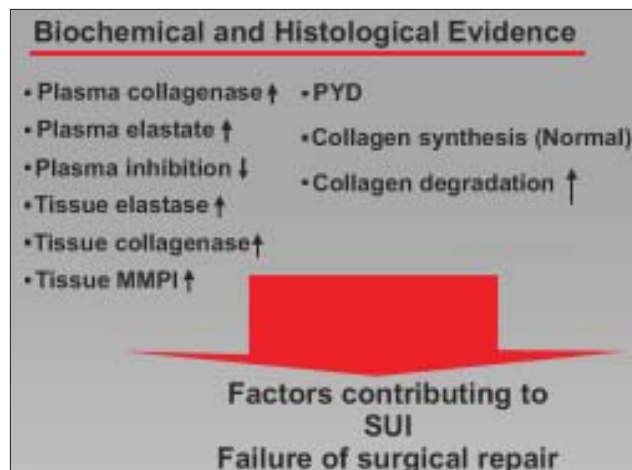 Biochemical and Histological Evidence
• Plasma collagenase ↑
• Plasma elastate ↑
• Plasma inhibition ↓
• Tissue elastase ↑
• Tissue collagenase ↑
• Tissue MMPI ↑
• PYD
• Collagen synthesis (Normal)
• Collagen degradation ↑
Factors contributing to
SUI
Failure of surgical repair